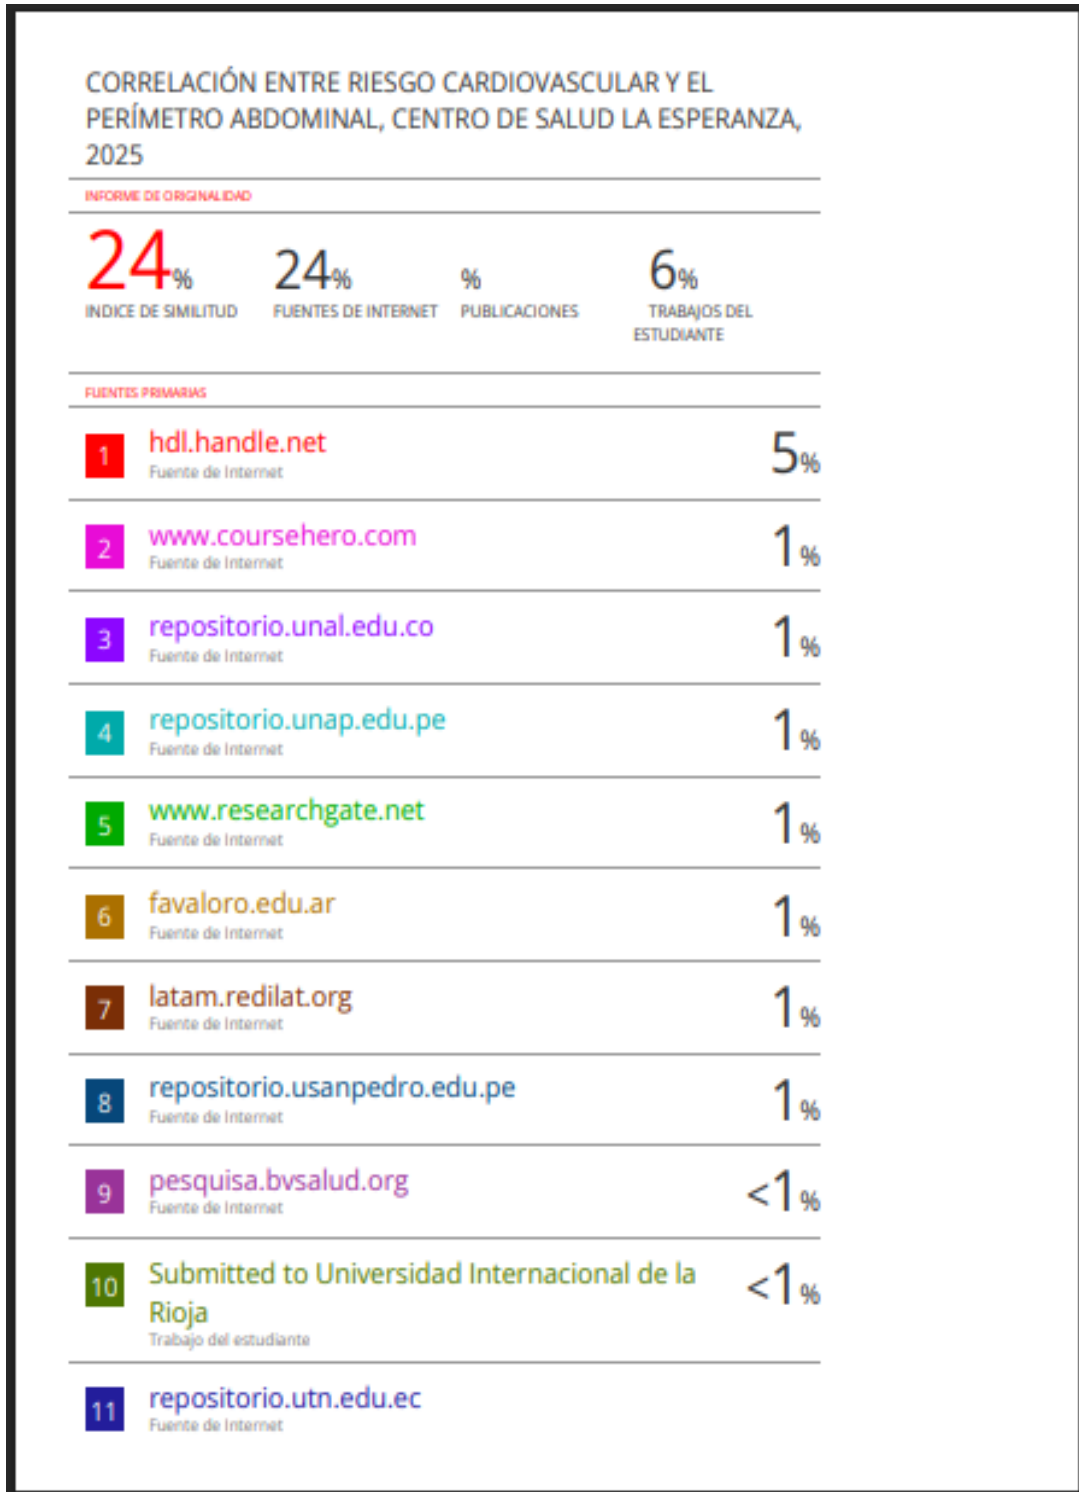 CORRELACIÓN ENTRE RIESGO CARDIOVASCULAR Y EL
PERÍMETRO ABDOMINAL, CENTRO DE SALUD LA ESPERANZA,
2025
INFORME DE ORIGINALIDAD
24% 24% % 6%
INDICE DE SIMILITUD FUENTES DE INTERNET PUBLICACIONES TRABAJOS DEL
ESTUDIANTE
FUENTES PRIMARIAS
1 hdl.handle.net 5%
Fuente de Internet
2 www.coursehero.com 1%
Fuente de Internet
3 repositorio.unal.edu.co 1%
Fuente de Internet
4 repositorio.unap.edu.pe 1%
Fuente de Internet
5 www.researchgate.net 1%
Fuente de Internet
6 favaloro.edu.ar 1%
Fuente de Internet
7 latam.redilat.org 1%
Fuente de Internet
8 repositorio.usanpedro.edu.pe 1%
Fuente de Internet
9 pesquisa.bvsalud.org <1%
Fuente de Internet
10 Submitted to Universidad Internacional de la <1%
Rioja
Trabajo del estudiante
11 repositorio.utn.edu.ec
Fuente de Internet